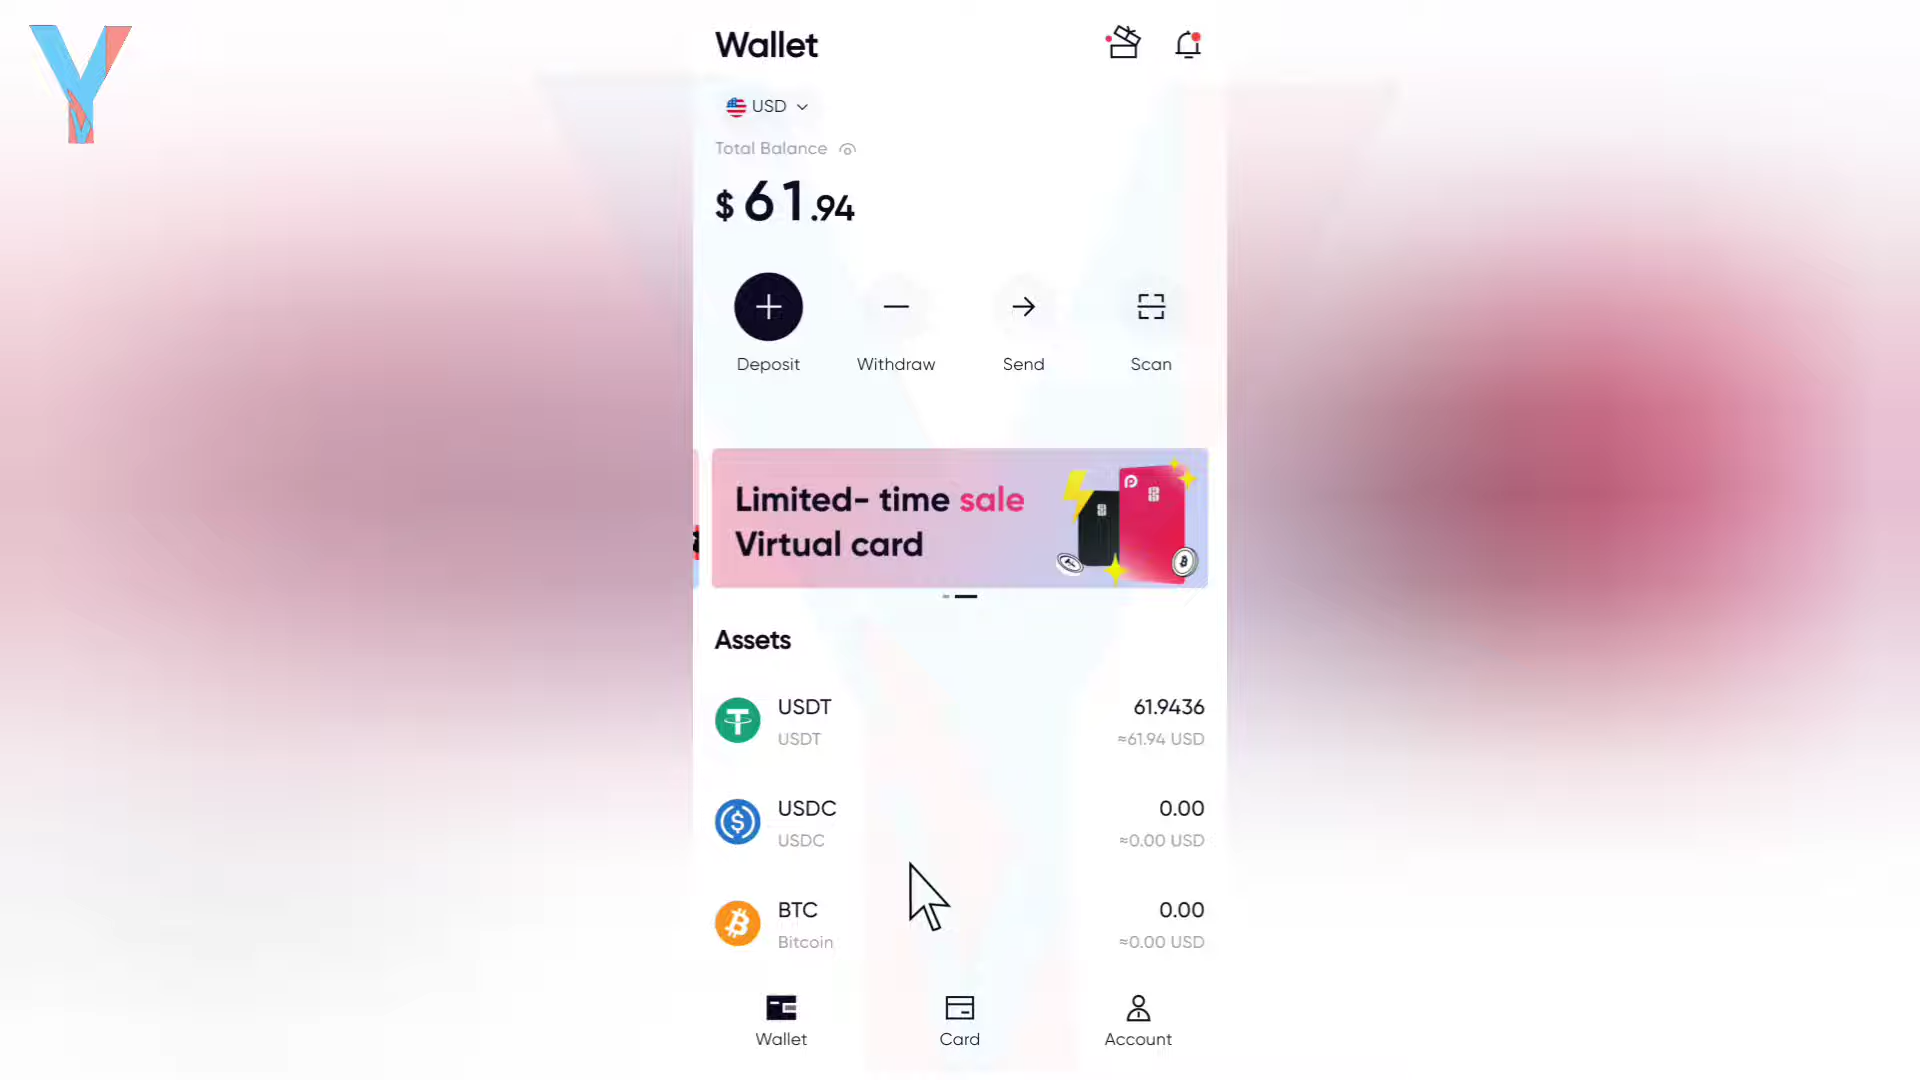 Wallet
USD
Total Balance
$ 61.94
Deposit
Withdraw
Send
Scan
Limited- time sale
Virtual card
Assets
USDT
61.9436
USDT
≈61.94 USD
USDC
0.00
USDC
≈0.00 USD
BTC
0.00
Bitcoin
≈0.00 USD
Wallet
Card
Account